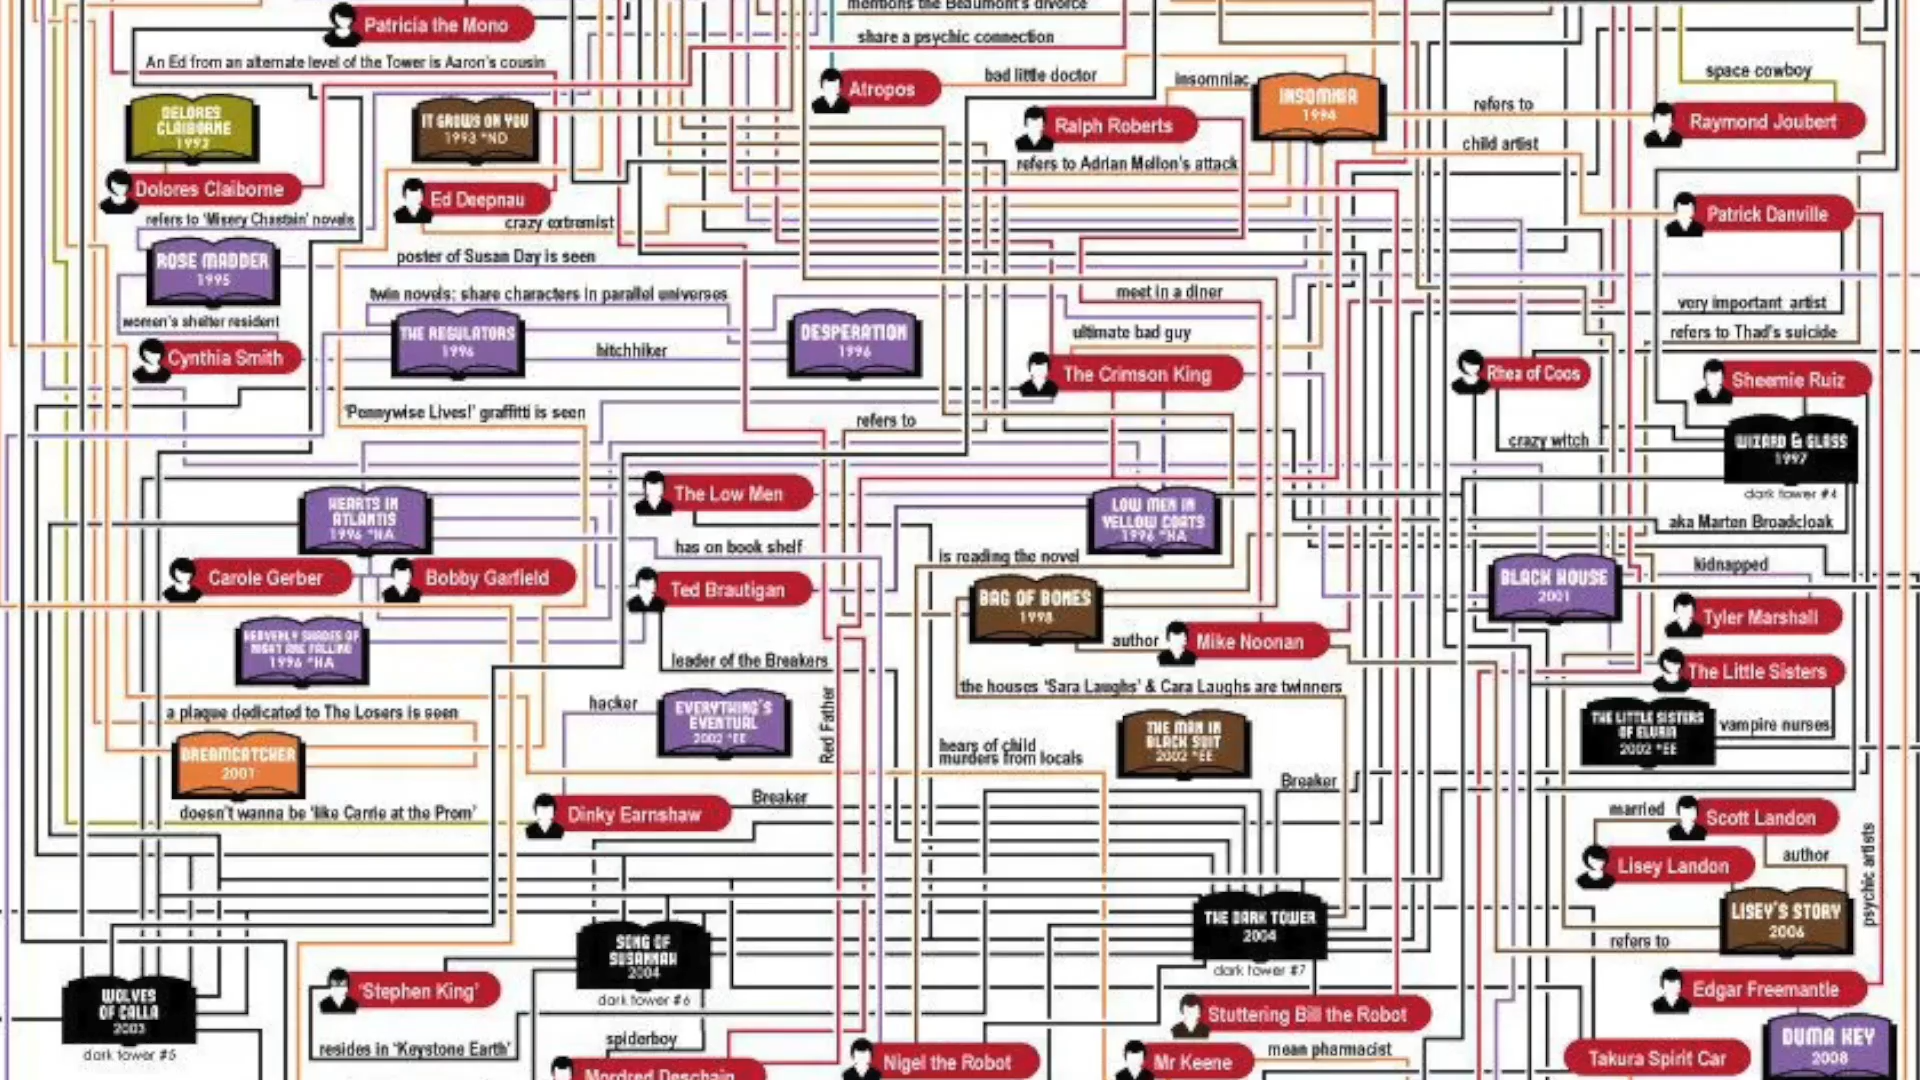 mentions the Beaumont's divorce
Patricia the Mono
share a psychic connection
An Ed from an alternate level of the Tower is Aaron's cousin
Atropos
bad little doctor
insomniac
INSOMNIA
1994
refers to
space cowboy
Raymond Joubert
DELORES
CLAIBORNE
1992
IT GROWS ON YOU
1993 *ND
Ralph Roberts
child artist
refers to Adrian Mellon's attack
Dolores Claiborne
Ed Deepnau
Patrick Danville
refers to 'Misery Chastain' novels
crazy extremist
ROSE MADDER
1995
poster of Susan Day is seen
twin novels: share characters in parallel universes
meet in a diner
very important artist
women's shelter resident
THE REGULATORS
1996
DESPERATION
1996
ultimate bad guy
refers to Thad's suicide
Cynthia Smith
hitchhiker
The Crimson King
Rhea of Coos
Sheemie Ruiz
'Pennywise Lives!' graffitti is seen
refers to
crazy witch
WIZARD & GLASS
1997
dark tower #4
The Low Men
HEARTS IN
ATLANTIS
1996 *HA
LOW MEN IN
YELLOW COATS
1996 *HA
aka Marten Broadcloak
has on book shelf
is reading the novel
kidnapped
Carole Gerber
Bobby Garfield
Ted Brautigan
BAG OF BONES
1998
BLACK HOUSE
2001
Tyler Marshall
HEAVENLY SHADES OF
NIGHT ARE FALLING
1996 *HA
author
Mike Noonan
leader of the Breakers
The Little Sisters
the houses 'Sara Laughs' & Cara Laughs are twinners
hacker
EVERYTHING'S
EVENTUAL
2002 *EE
Red Father
a plaque dedicated to The Losers is seen
THE MAN IN
BLACK SUIT
2002 *EE
THE LITTLE SISTERS
OF ELURIA
2002 *EE
vampire nurses
DREAMCATCHER
2001
hears of child
murders from locals
Breaker
doesn't wanna be 'like Carrie at the Prom'
Dinky Earnshaw
Breaker
married
Scott Landon
author
Lisey Landon
psychic artists
THE DARK TOWER
2004
dark tower #7
LISEY'S STORY
2006
refers to
SONG OF
SUSANNAH
2004
dark tower #6
'Stephen King'
WOLVES
OF CALLA
2003
dark tower #5
Edgar Freemantle
Stuttering Bill the Robot
spiderboy
resides in 'Keystone Earth'
mean pharmacist
DUMA KEY
2008
Mordred Deschain
Nigel the Robot
Mr Keene
Takura Spirit Car